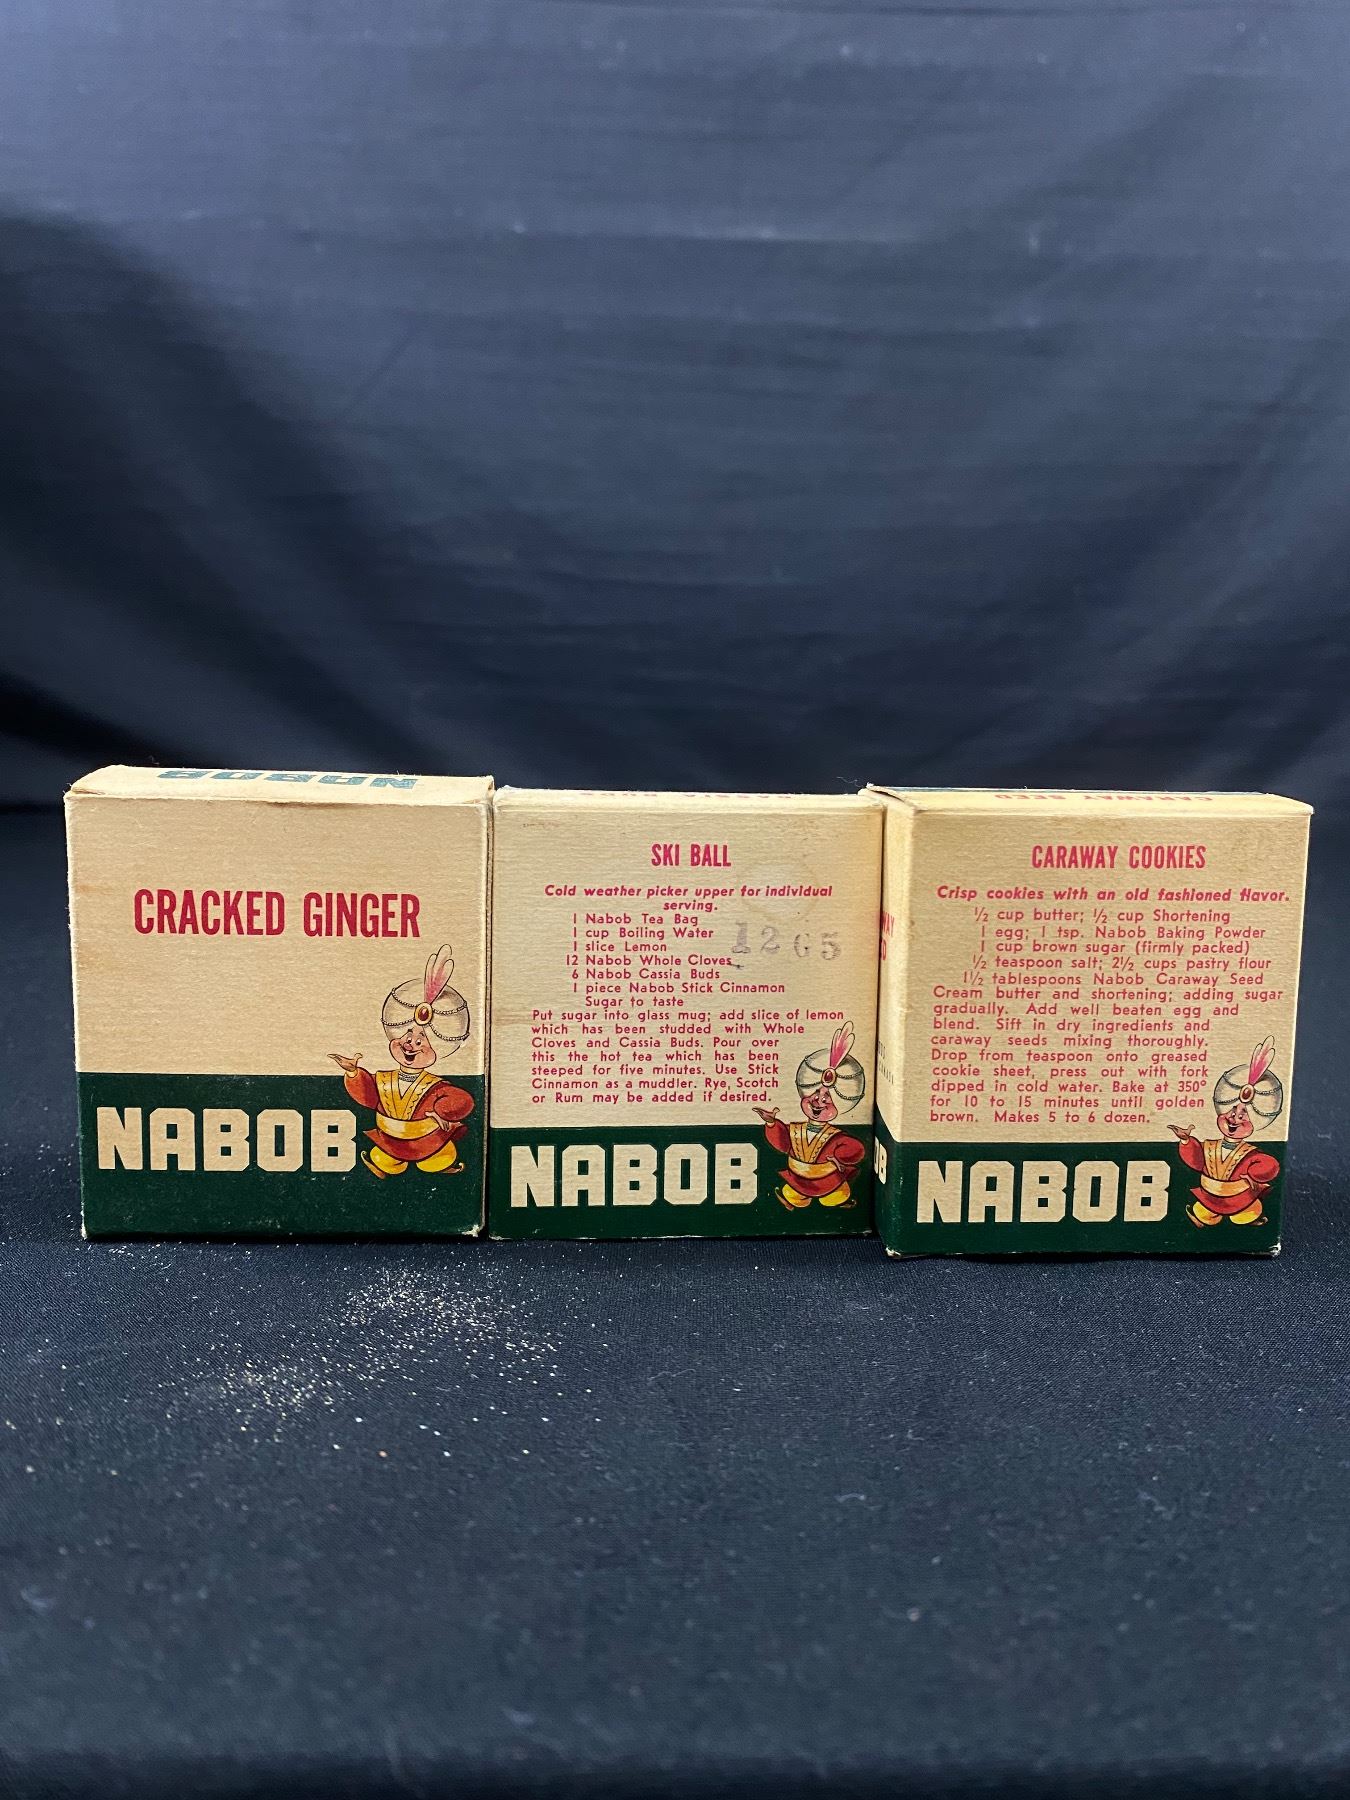 NABOB
CRACKED GINGER
NABOB
SKI BALL
Cold weather picker upper for individual
serving.
1 Nabob Tea Bag
1 cup Boiling Water
1 slice Lemon
12 Nabob Whole Cloves
6 Nabob Cassia Buds
1 piece Nabob Stick Cinnamon
Sugar to taste
1265
Put sugar into glass mug; add slice of lemon
which has been studded with Whole
Cloves and Cassia Buds. Pour over
this the hot tea which has been
steeped for five minutes. Use Stick
Cinnamon as a muddler. Rye, Scotch
or Rum may be added if desired.
NABOB
CARAWAY SEED
CARAWAY COOKIES
Crisp cookies with an old fashioned flavor.
½ cup butter; ½ cup Shortening
1 egg; 1 tsp. Nabob Baking Powder
1 cup brown sugar (firmly packed)
½ teaspoon salt; 2½ cups pastry flour
1½ tablespoons Nabob Caraway Seed
Cream butter and shortening; adding sugar
gradually. Add well beaten egg and
blend. Sift in dry ingredients and
caraway seeds mixing thoroughly.
Drop from teaspoon onto greased
cookie sheet, press out with fork
dipped in cold water. Bake at 350°
for 10 to 15 minutes until golden
brown. Makes 5 to 6 dozen.
NABOB